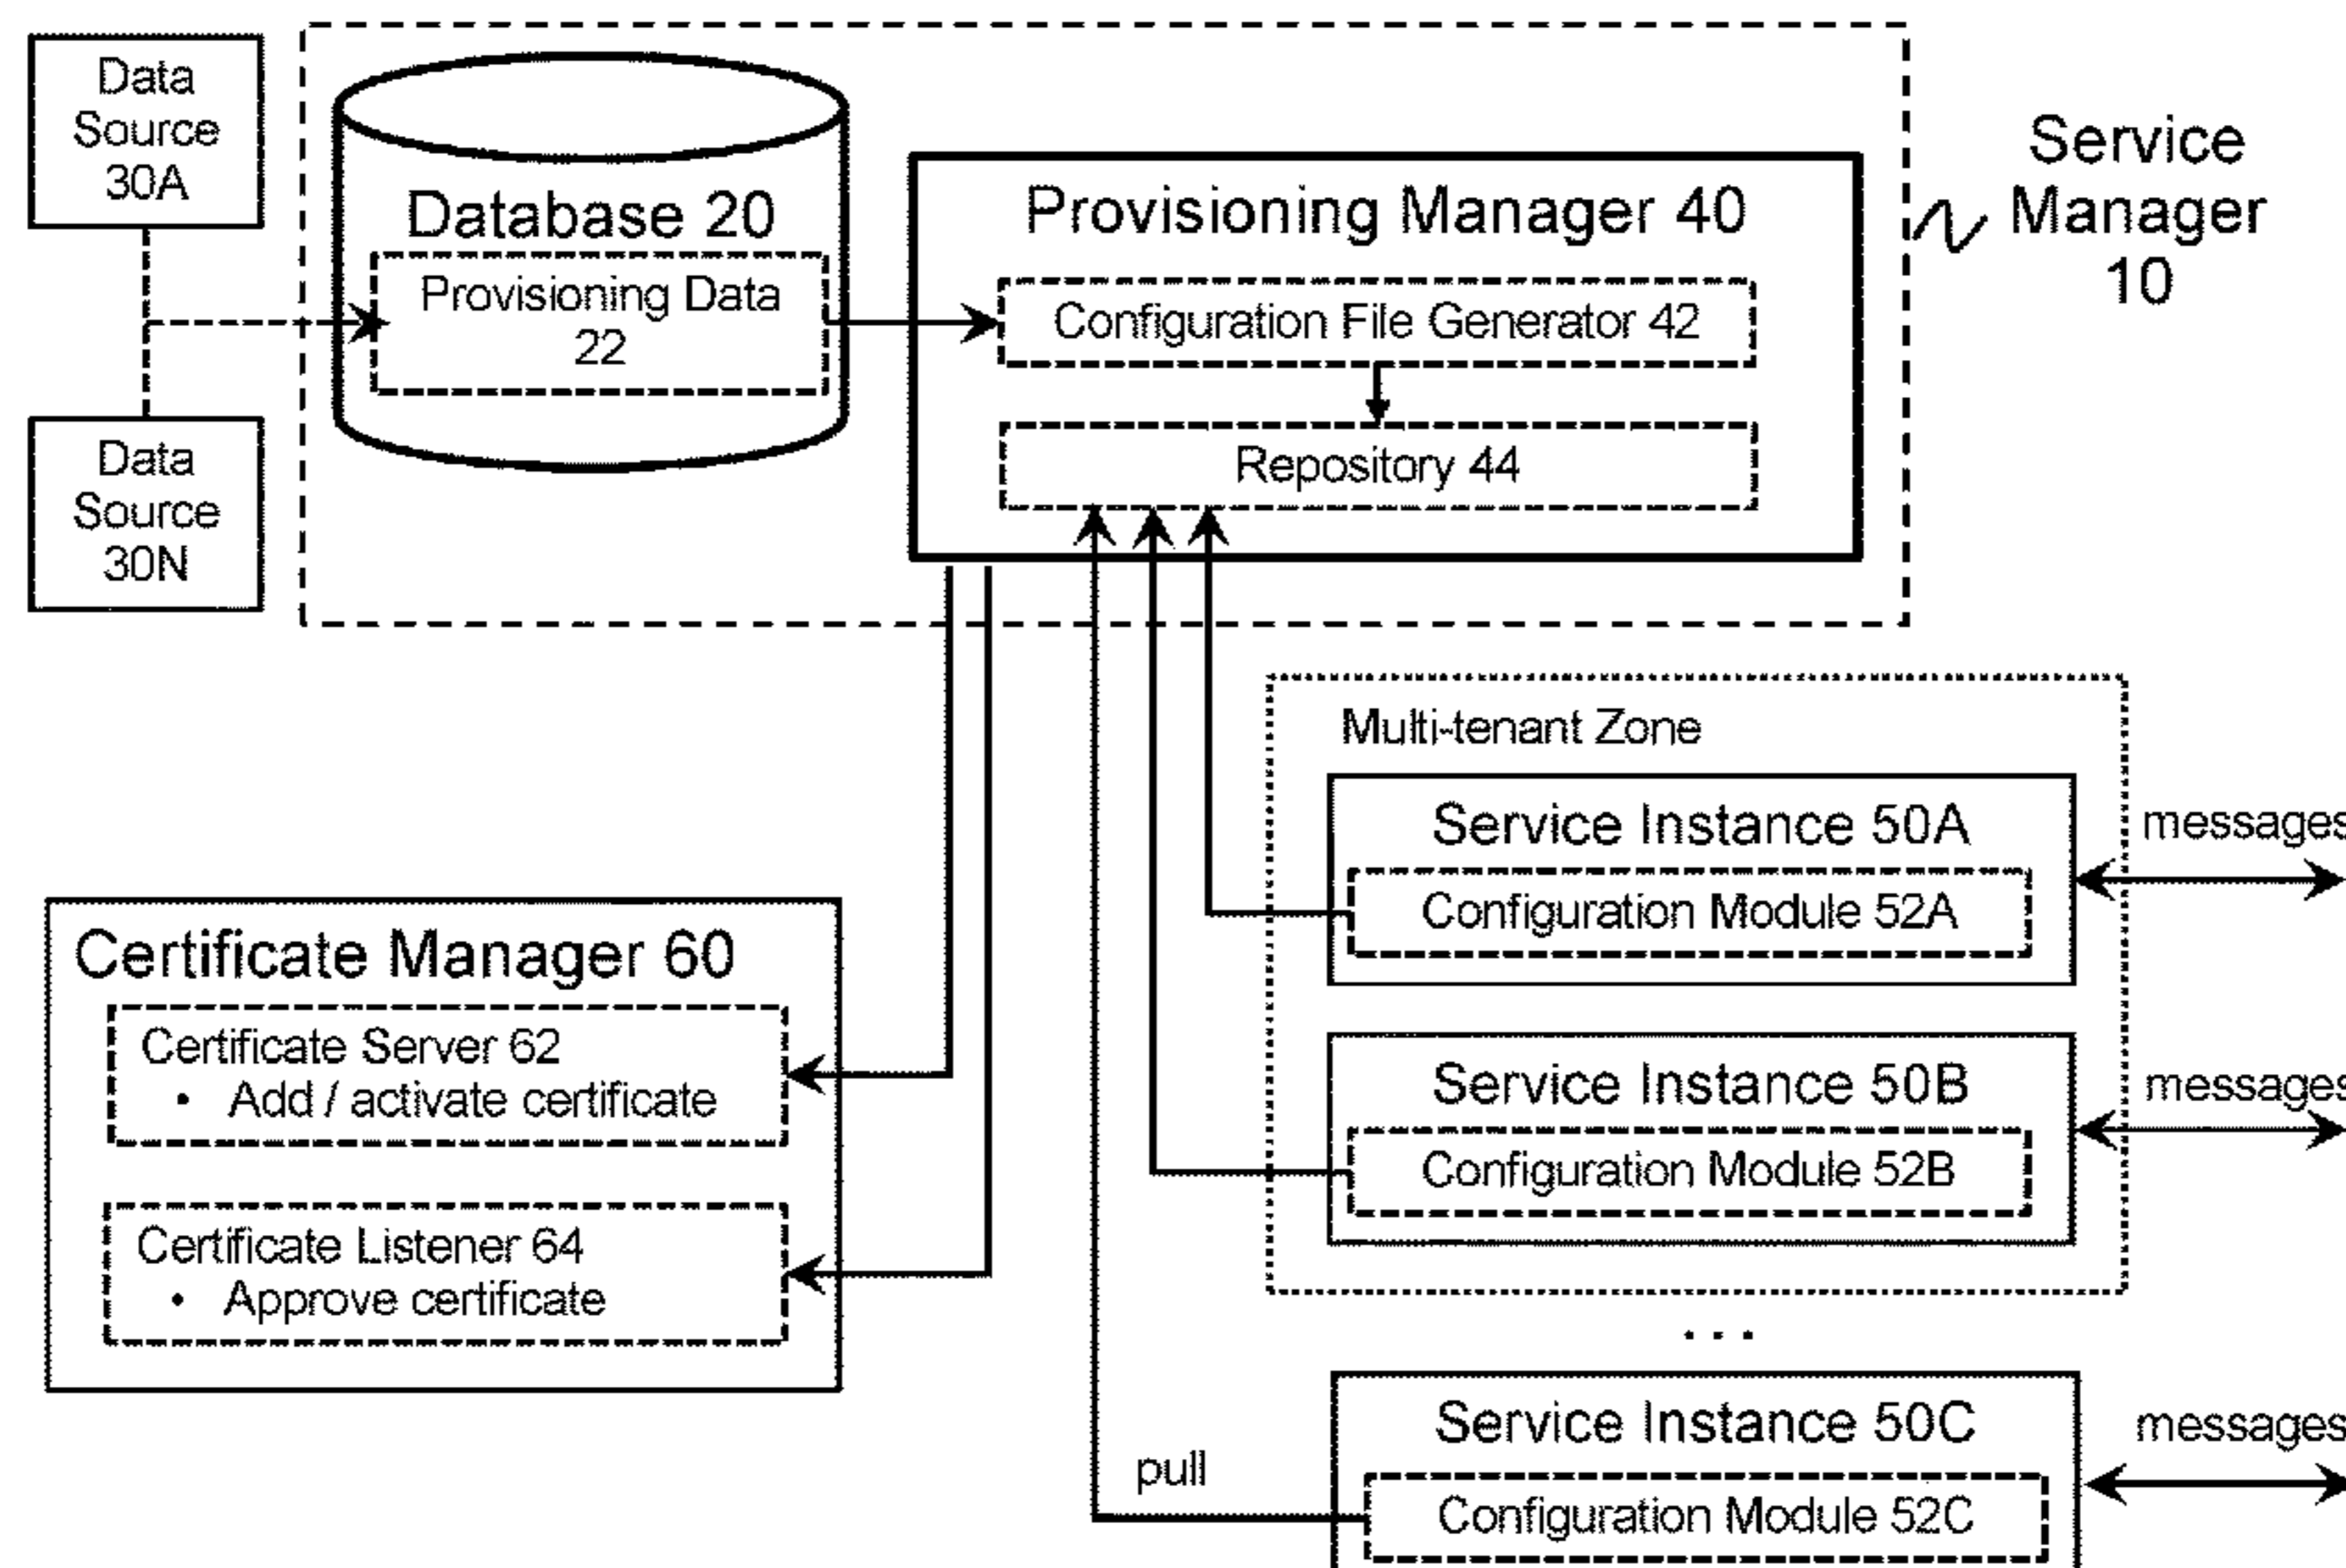 Data
Source
30A
Database 20
Provisioning Data
22
Provisioning Manager 40
Configuration File Generator 42
Repository 44
Service
Manager
10
Data
Source
30N
Multi-tenant Zone
Service Instance 50A
Configuration Module 52A
messages
Service Instance 50B
Configuration Module 52B
messages
. . .
Certificate Manager 60
Certificate Server 62
• Add / activate certificate
Certificate Listener 64
• Approve certificate
pull
Service Instance 50C
Configuration Module 52C
messages